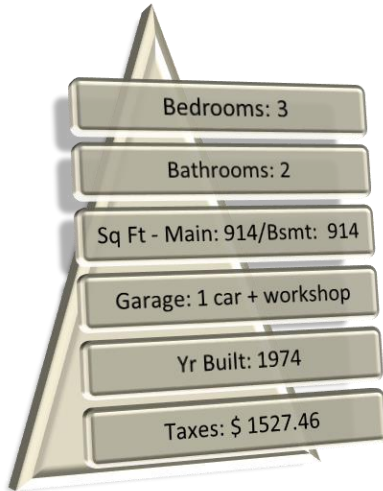 Bedrooms: 3
Bathrooms: 2
Sq Ft - Main: 914/Bsmt: 914
Garage: 1 car + workshop
Yr Built: 1974
Taxes: $ 1527.46